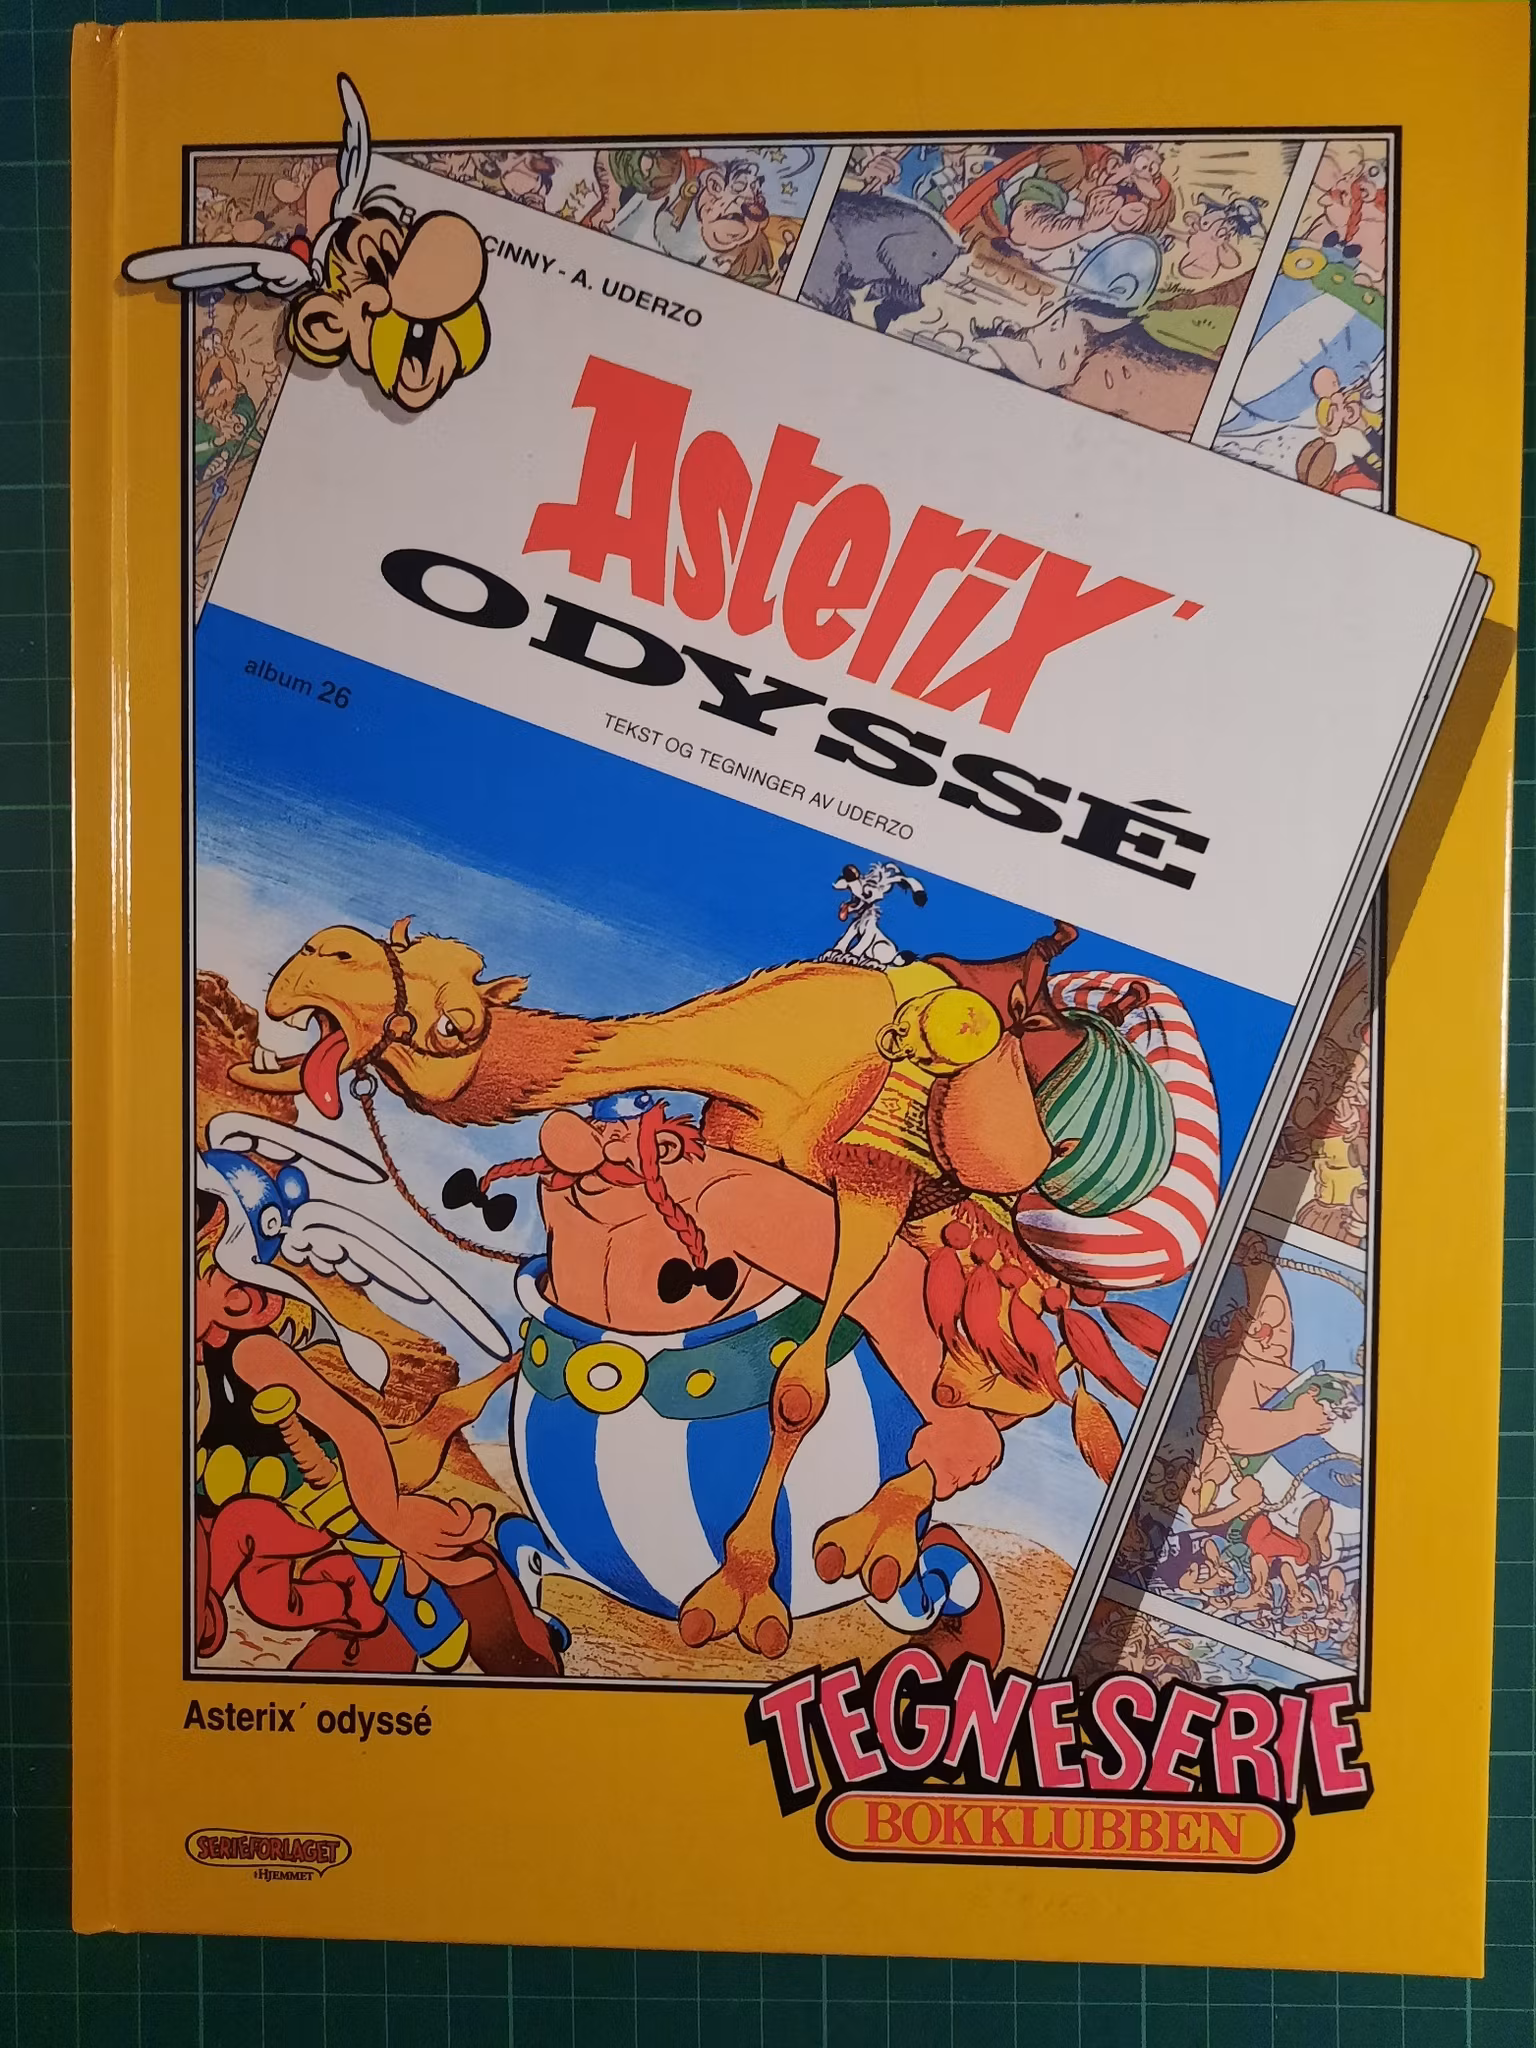 CINNY - A. UDERZO
Asterix'
ODYSSÉ
album 26
TEKST OG TEGNINGER AV UDERZO
Asterix´ odyssé
TEGNESERIE
BOKKLUBBEN
SERIEFORLAGET
HJEMMET